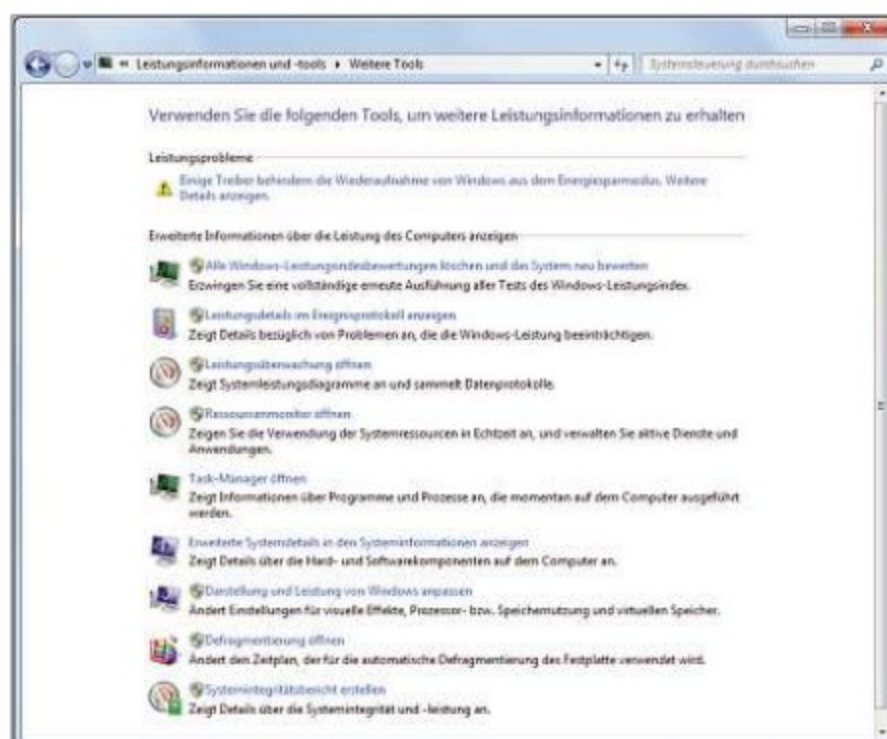 Leistungsinformationen und -tools ▸ Weitere Tools
Systemsteuerung durchsuchen
Verwenden Sie die folgenden Tools, um weitere Leistungsinformationen zu erhalten
Leistungsprobleme
Einige Treiber behindern die Wiederaufnahme von Windows aus dem Energiesparmodus. Weitere
Details anzeigen.
Erweiterte Informationen über die Leistung des Computers anzeigen
Alle Windows-Leistungsindexbewertungen löschen und das System neu bewerten
Erzwingen Sie eine vollständige erneute Ausführung aller Tests des Windows-Leistungsindex.
Leistungsdetails im Ereignisprotokoll anzeigen
Zeigt Details bezüglich von Problemen an, die die Windows-Leistung beeinträchtigen.
Leistungsüberwachung öffnen
Zeigt Systemleistungsdiagramme an und sammelt Datenprotokolle.
Ressourcenmonitor öffnen
Zeigen Sie die Verwendung der Systemressourcen in Echtzeit an, und verwalten Sie aktive Dienste und
Anwendungen.
Task-Manager öffnen
Zeigt Informationen über Programme und Prozesse an, die momentan auf dem Computer ausgeführt
werden.
Erweiterte Systemdetails in den Systeminformationen anzeigen
Zeigt Details über die Hard- und Softwarekomponenten auf dem Computer an.
Darstellung und Leistung von Windows anpassen
Ändert Einstellungen für visuelle Effekte, Prozessor- bzw. Speichernutzung und virtuellen Speicher.
Defragmentierung öffnen
Ändert den Zeitplan, der für die automatische Defragmentierung des Festplatte verwendet wird.
Systemintegritätsbericht erstellen
Zeigt Details über die Systemintegrität und -leistung an.